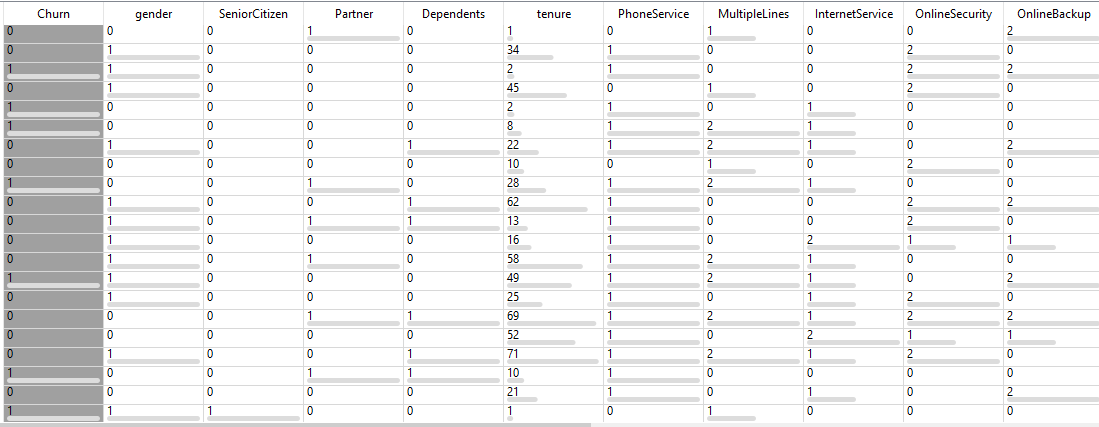 Churn gender SeniorCitizen Partner Dependents tenure PhoneService MultipleLines InternetService OnlineSecurity OnlineBackup
0 0 0 1 0 1 0 1 0 0 2
0 1 0 0 0 34 1 0 0 2 0
1 1 0 0 0 2 1 0 0 2 2
0 1 0 0 0 45 0 1 0 2 0
1 0 0 0 0 2 1 0 1 0 0
1 0 0 0 0 8 1 2 1 0 0
0 1 0 0 1 22 1 2 1 0 2
0 0 0 0 0 10 0 1 0 2 0
1 0 0 1 0 28 1 2 1 0 0
0 1 0 0 1 62 1 0 0 2 2
0 1 0 1 1 13 1 0 0 2 0
0 1 0 0 0 16 1 0 2 1 1
0 1 0 1 0 58 1 2 1 0 0
1 1 0 0 0 49 1 2 1 0 2
0 1 0 0 0 25 1 0 1 2 0
0 1 0 1 1 69 1 2 1 2 2
0 0 0 0 0 52 1 0 2 1 1
0 1 0 0 1 71 1 2 1 2 0
1 0 0 1 1 10 1 0 0 0 0
0 0 0 0 0 21 1 0 1 0 2
1 1 1 0 0 1 0 1 0 0 0